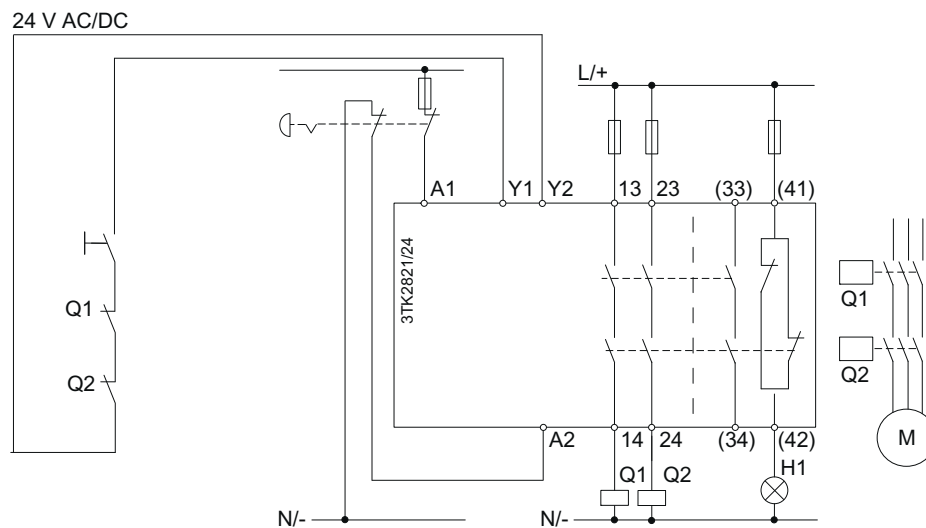 24 V AC/DC
L/+
A1 Y1 Y2 13 23 (33) (41)
3TK2821/24
Q1
Q2
Q1
Q2
M
A2 14 24 (34) (42)
Q1 Q2 H1
N/- N/-